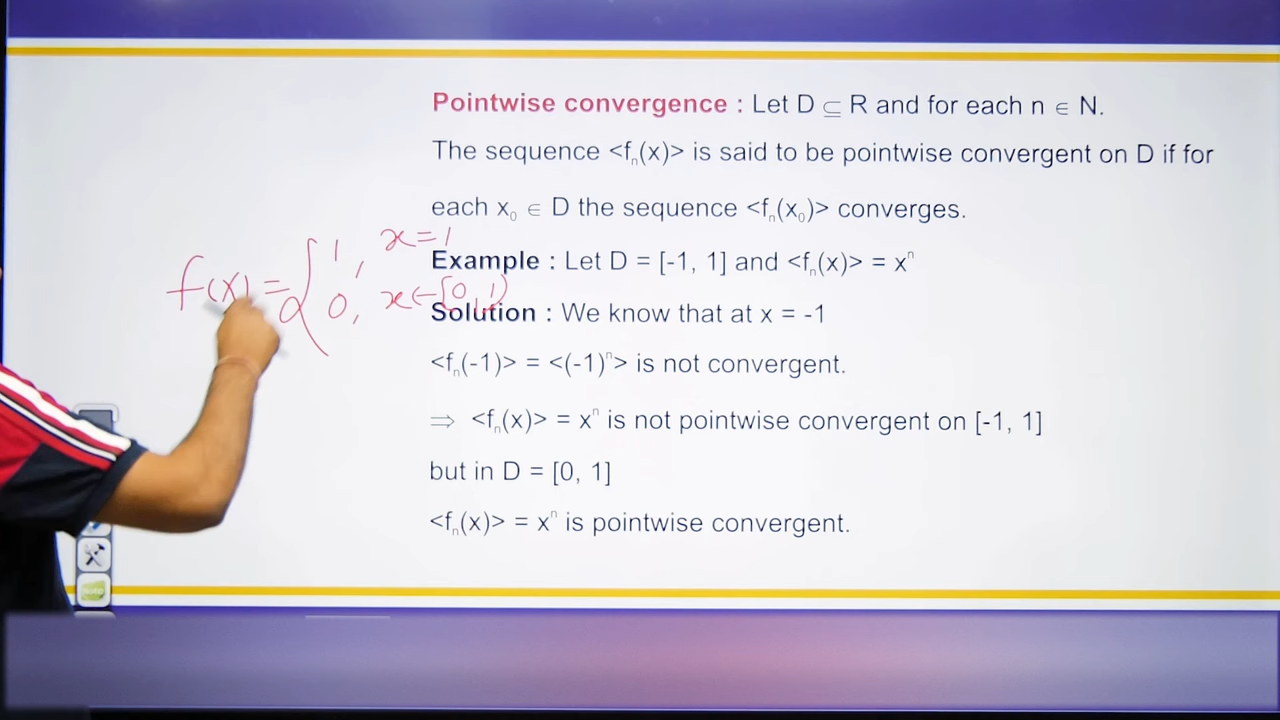 Pointwise convergence : Let D ⊆ R and for each n ∈ N.
The sequence <fₙ(x)> is said to be pointwise convergent on D if for
each x₀ ∈ D the sequence <fₙ(x₀)> converges.
f(x) = { 1, x=1
0, x∈[0,1)
Example : Let D = [-1, 1] and <fₙ(x)> = xⁿ
Solution : We know that at x = -1
<fₙ(-1)> = <(-1)ⁿ> is not convergent.
⇒ <fₙ(x)> = xⁿ is not pointwise convergent on [-1, 1]
but in D = [0, 1]
<fₙ(x)> = xⁿ is pointwise convergent.